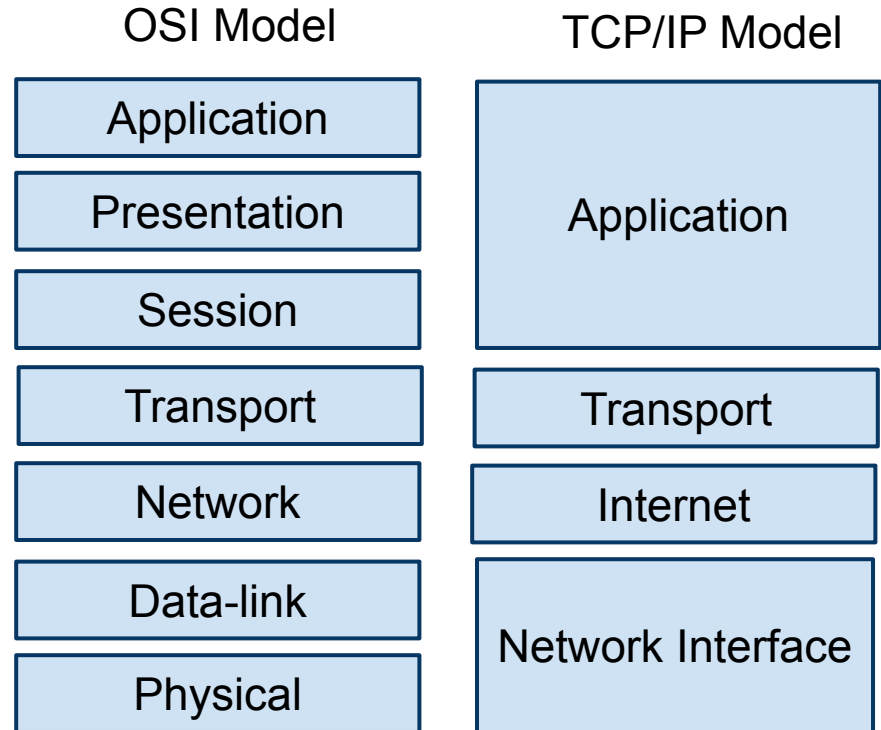 OSI Model
Application
Presentation
Session
Transport
Network
Data-link
Physical
TCP/IP Model
Application
Transport
Internet
Network Interface